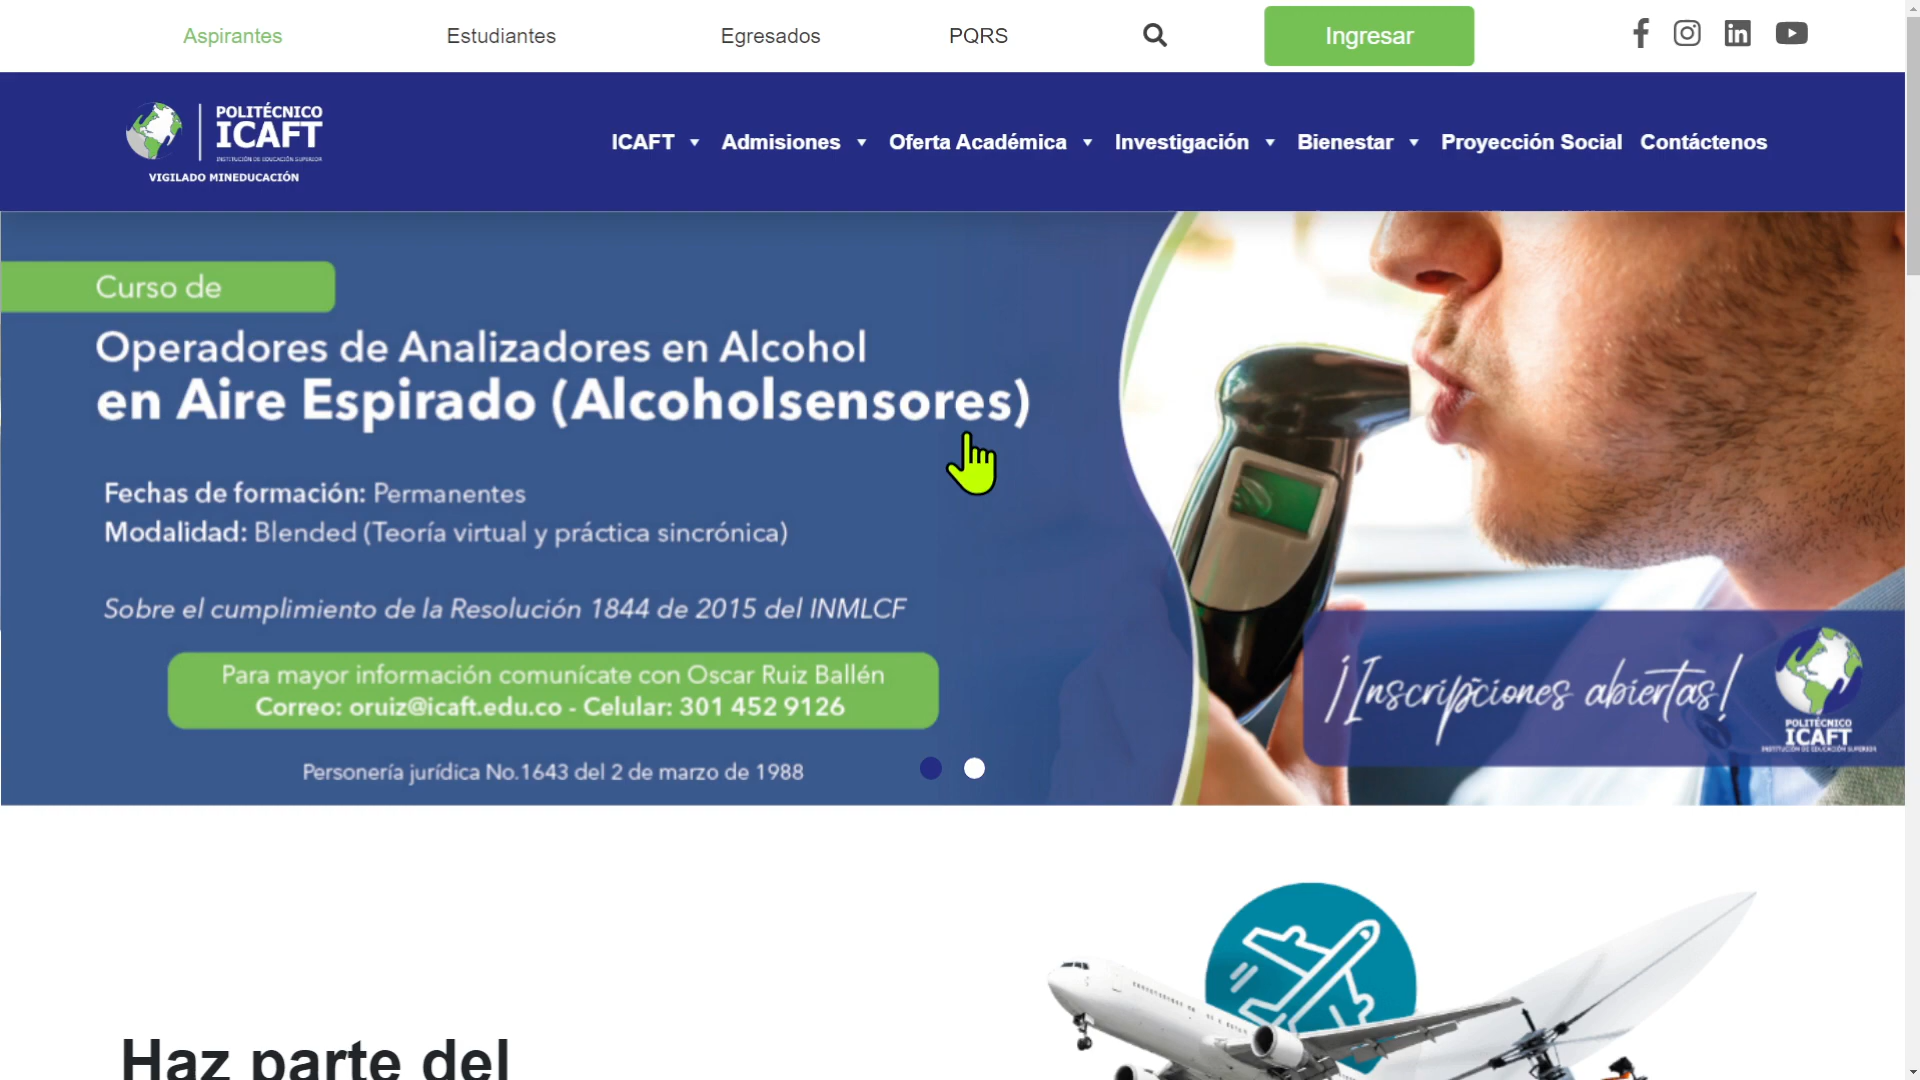 Aspirantes
Estudiantes
Egresados
PQRS
Ingresar
POLITÉCNICO
ICAFT
INSTITUCIÓN DE EDUCACIÓN SUPERIOR
VIGILADO MINEDUCACIÓN
ICAFT
Admisiones
Oferta Académica
Investigación
Bienestar
Proyección Social
Contáctenos
Curso de
Operadores de Analizadores en Alcohol
en Aire Espirado (Alcoholsensores)
Fechas de formación: Permanentes
Modalidad: Blended (Teoría virtual y práctica sincrónica)
Sobre el cumplimiento de la Resolución 1844 de 2015 del INMLCF
Para mayor información comunícate con Oscar Ruiz Ballén
Correo: oruiz@icaft.edu.co - Celular: 301 452 9126
Personería jurídica No.1643 del 2 de marzo de 1988
¡Inscripciones abiertas!
POLITÉCNICO
ICAFT
INSTITUCIÓN DE EDUCACIÓN SUPERIOR
Haz parte del